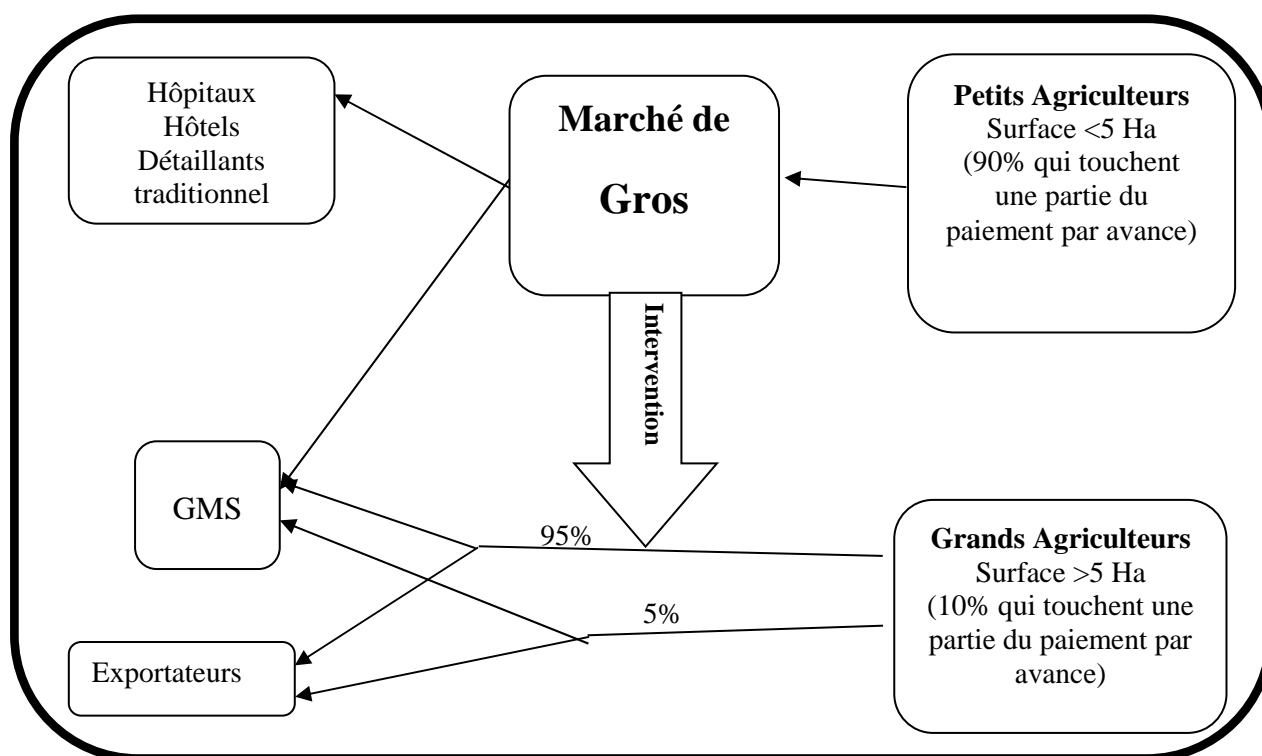 Hôpitaux
Hôtels
Détaillants
traditionnel
Marché de
Gros
Petits Agriculteurs
Surface <5 Ha
(90% qui touchent
une partie du
paiement par avance)
Intervention
GMS
95%
5%
Grands Agriculteurs
Surface >5 Ha
(10% qui touchent une
partie du paiement par
avance)
Exportateurs